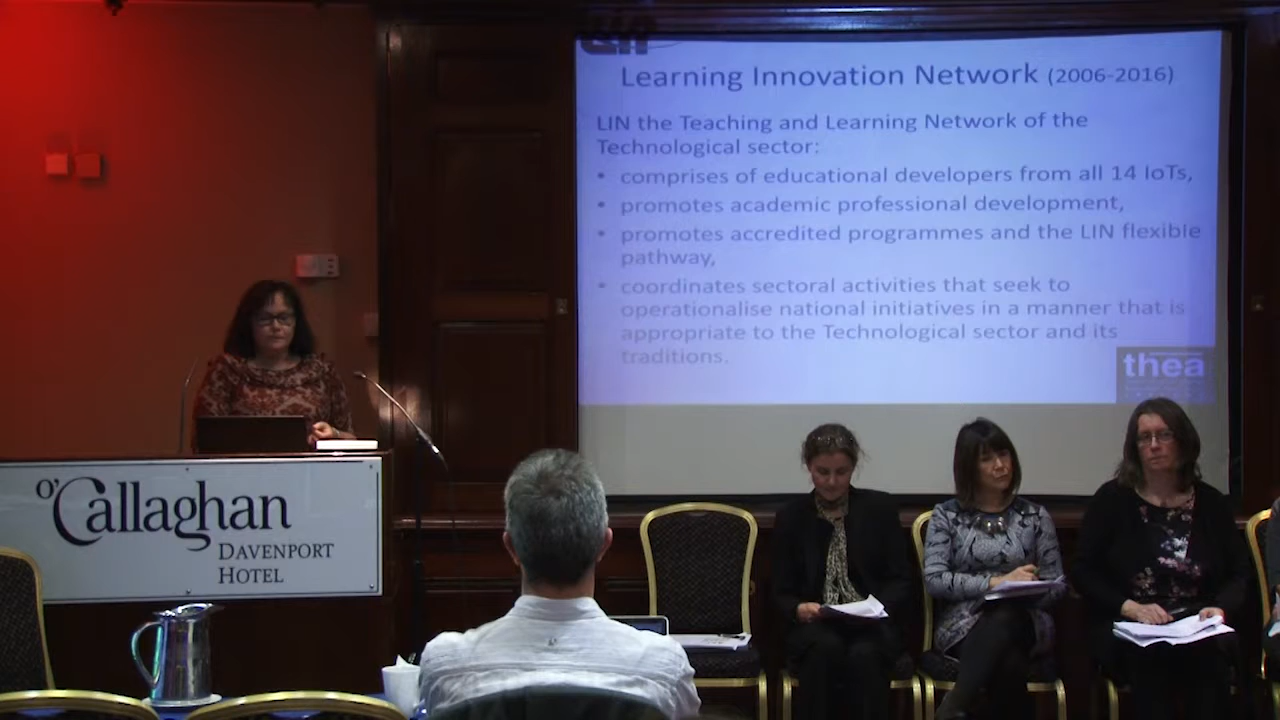 LIN
Learning Innovation Network (2006-2016)
LIN the Teaching and Learning Network of the
Technological sector:
• comprises of educational developers from all 14 IoTs,
• promotes academic professional development,
• promotes accredited programmes and the LIN flexible
pathway,
• coordinates sectoral activities that seek to
operationalise national initiatives in a manner that is
appropriate to the Technological sector and its
traditions.
thea
O'Callaghan
DAVENPORT
HOTEL